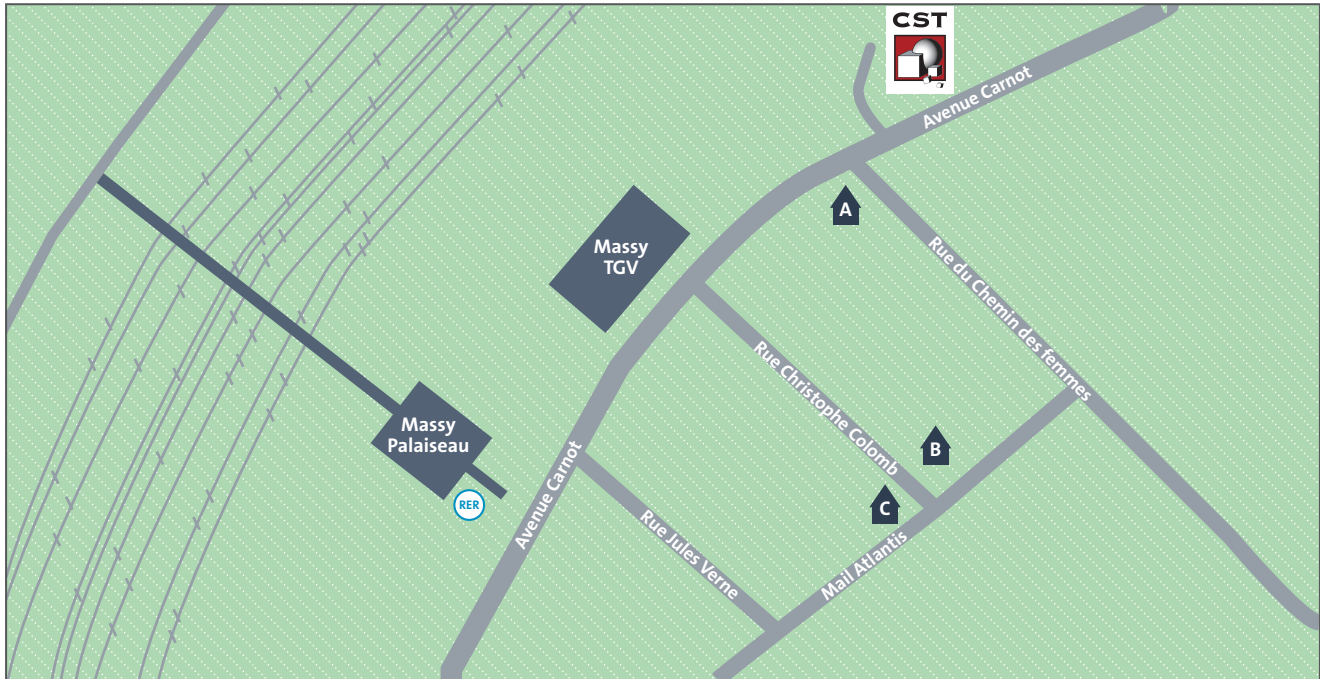 CST
Avenue Carnot
A
Massy
TGV
Rue du Chemin des femmes
Rue Christophe Colomb
Massy
Palaiseau
B
RER
Avenue Carnot
C
Rue Jules Verne
Mail Atlantis